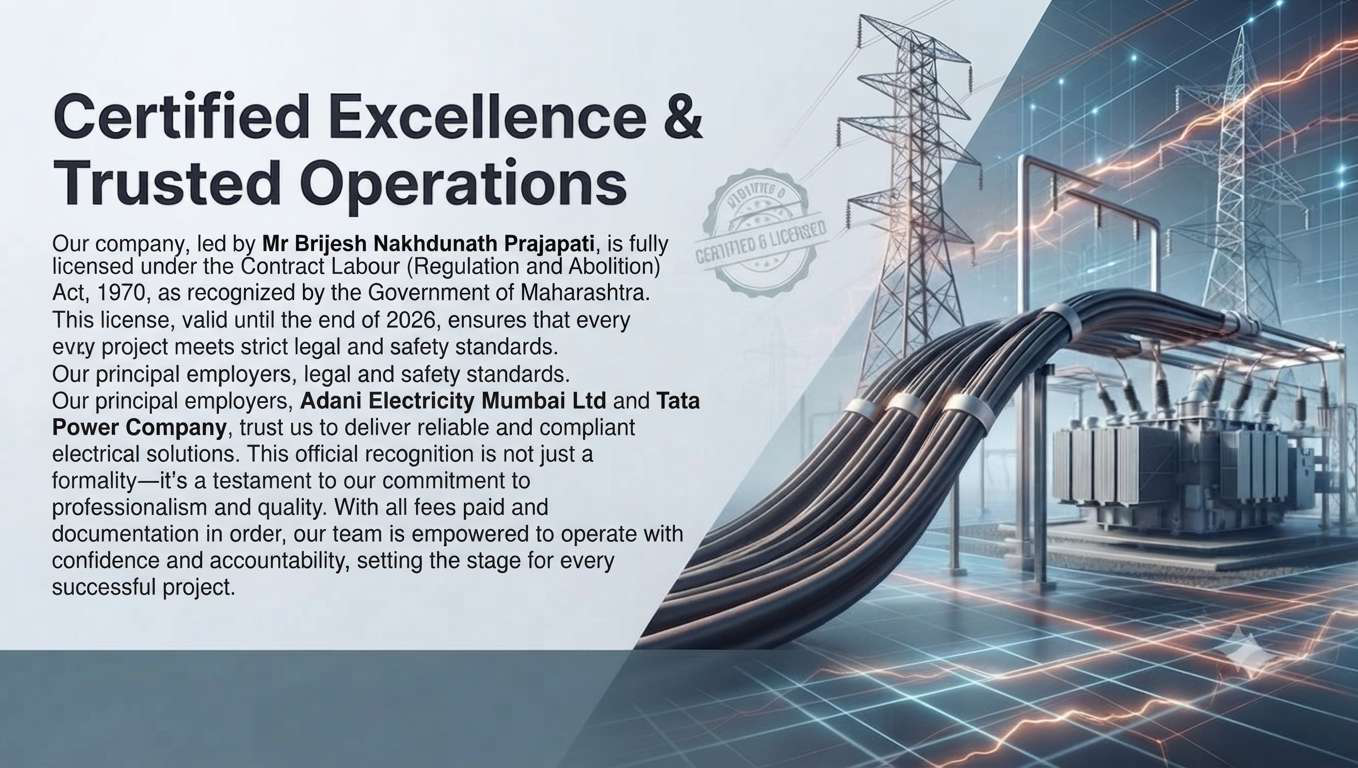 Certified Excellence &
Trusted Operations
CERTIFIED & LICENSED
Our company, led by Mr Brijesh Nakhdunath Prajapati, is fully
licensed under the Contract Labour (Regulation and Abolition)
Act, 1970, as recognized by the Government of Maharashtra.
This license, valid until the end of 2026, ensures that every
project meets strict legal and safety standards.
Our principal employers, legal and safety standards.
Our principal employers, Adani Electricity Mumbai Ltd and Tata
Power Company, trust us to deliver reliable and compliant
electrical solutions. This official recognition is not just a
formality—it's a testament to our commitment to
professionalism and quality. With all fees paid and
documentation in order, our team is empowered to operate with
confidence and accountability, setting the stage for every
successful project.